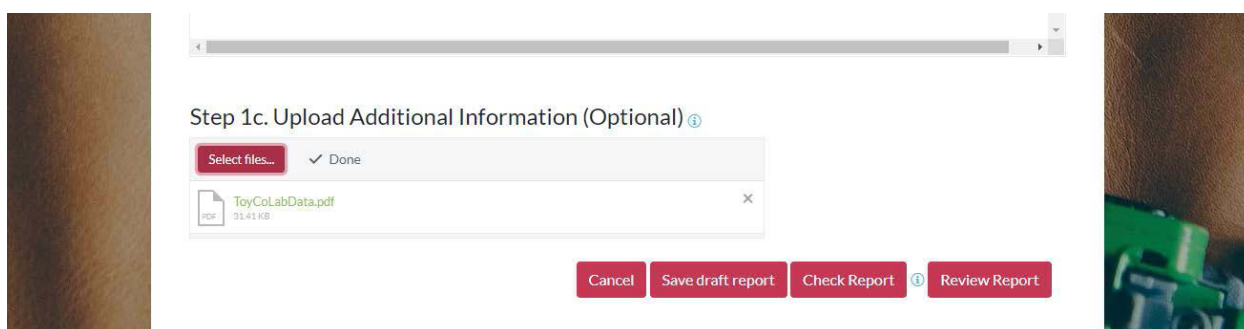 Step 1c. Upload Additional Information (Optional)
Select files... Done
ToyCoLabData.pdf
PDF 31.41 KB
Cancel Save draft report Check Report Review Report